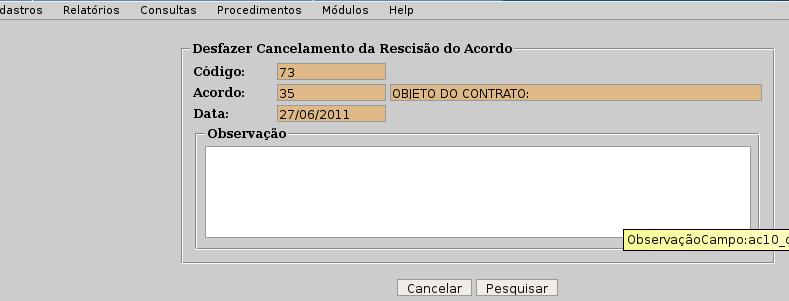 dastros Relatórios Consultas Procedimentos Módulos Help
Desfazer Cancelamento da Rescisão do Acordo
Código: 73
Acordo: 35 OBJETO DO CONTRATO:
Data: 27/06/2011
Observação
ObservaçãoCampo:ac10_
Cancelar Pesquisar